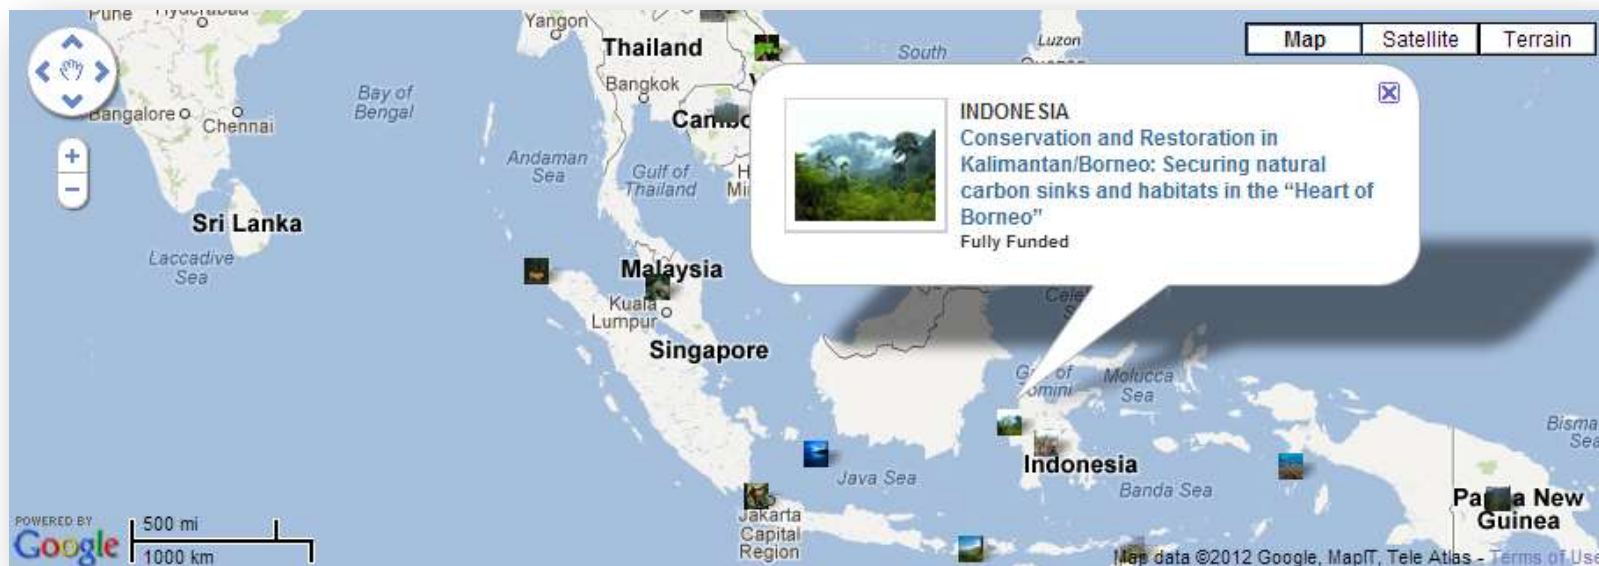 Pune
Yangon
Thailand
South
Luzon
Map
Satellite
Terrain
Bay of
Bengal
Bangkok
Bangalore
Chennai
Andaman
Sea
Gulf of
Thailand
Sri Lanka
Laccadive
Sea
Malaysia
Kuala
Lumpur
Singapore
INDONESIA
Conservation and Restoration in
Kalimantan/Borneo: Securing natural
carbon sinks and habitats in the “Heart of
Borneo”
Fully Funded
Molucca
Sea
Indonesia
Java Sea
Banda Sea
Jakarta
Capital
Region
New
Guinea
POWERED BY
Google
500 mi
1000 km
Map data ©2012 Google, MapIT, Tele Atlas - Terms of Use